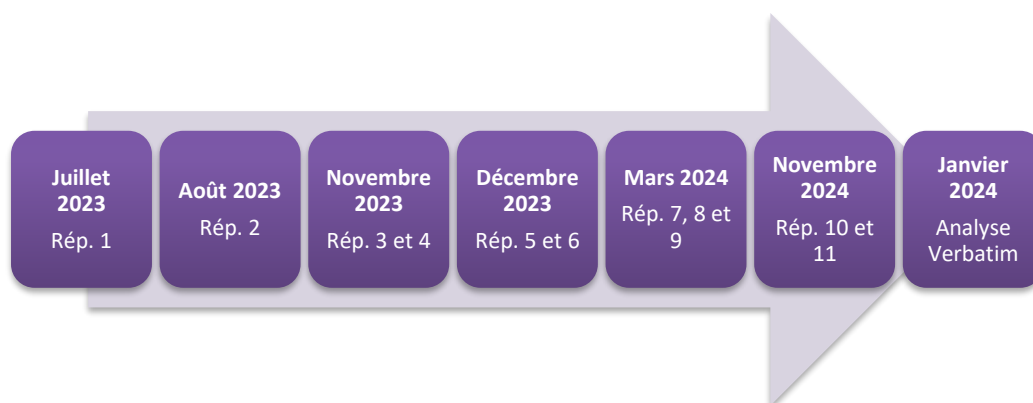 Juillet
2023
Rép. 1
Août 2023
Rép. 2
Novembre
2023
Rép. 3 et 4
Décembre
2023
Rép. 5 et 6
Mars 2024
Rép. 7, 8 et
9
Novembre
2024
Rép. 10 et
11
Janvier
2024
Analyse
Verbatim